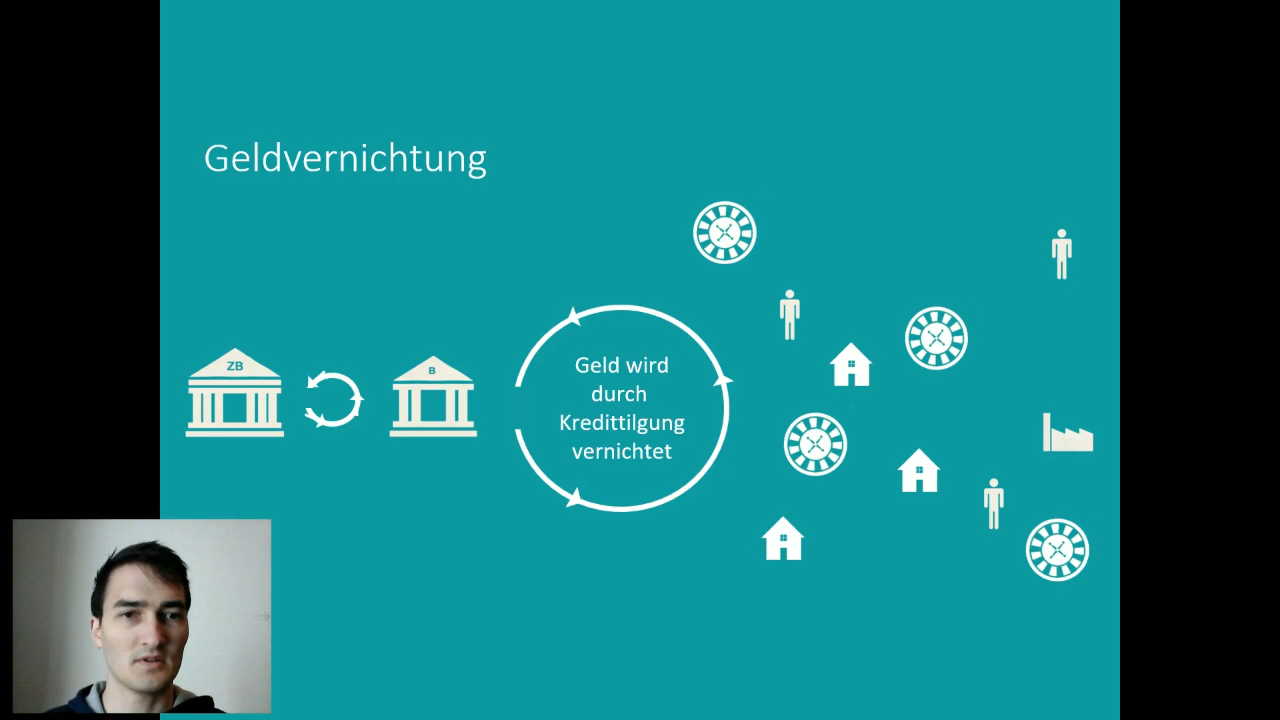 Geldvernichtung
ZB
B
Geld wird
durch
Kredittilgung
vernichtet